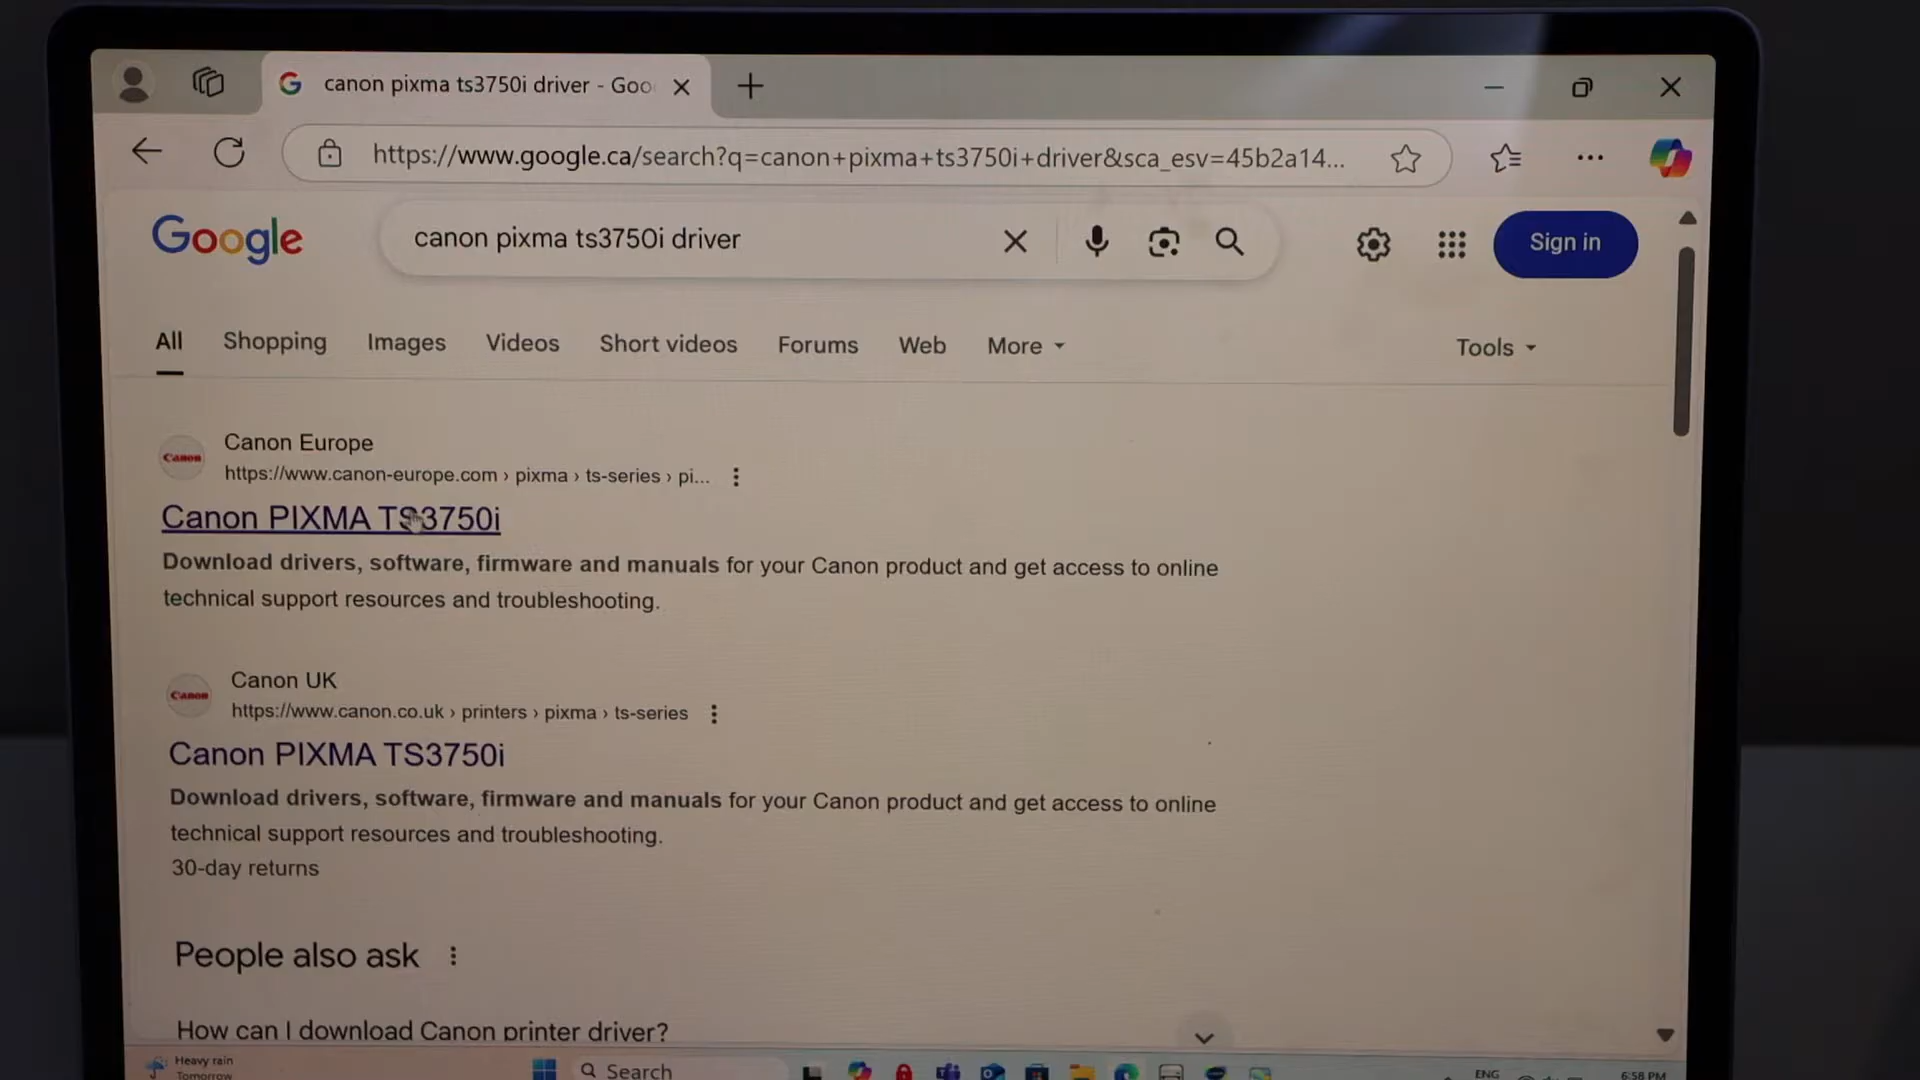 canon pixma ts3750i driver - Goo
https://www.google.ca/search?q=canon+pixma+ts3750i+driver&sca_esv=45b2a14...
Google
canon pixma ts3750i driver
Sign in
All Shopping Images Videos Short videos Forums Web More Tools
Canon
Canon Europe
https://www.canon-europe.com › pixma › ts-series › pi...
Canon PIXMA TS3750i
Download drivers, software, firmware and manuals for your Canon product and get access to online
technical support resources and troubleshooting.
Canon
Canon UK
https://www.canon.co.uk › printers › pixma › ts-series
Canon PIXMA TS3750i
Download drivers, software, firmware and manuals for your Canon product and get access to online
technical support resources and troubleshooting.
30-day returns
People also ask
How can I download Canon printer driver?
Heavy rain
Tomorrow
Search
ENG
6:58 PM